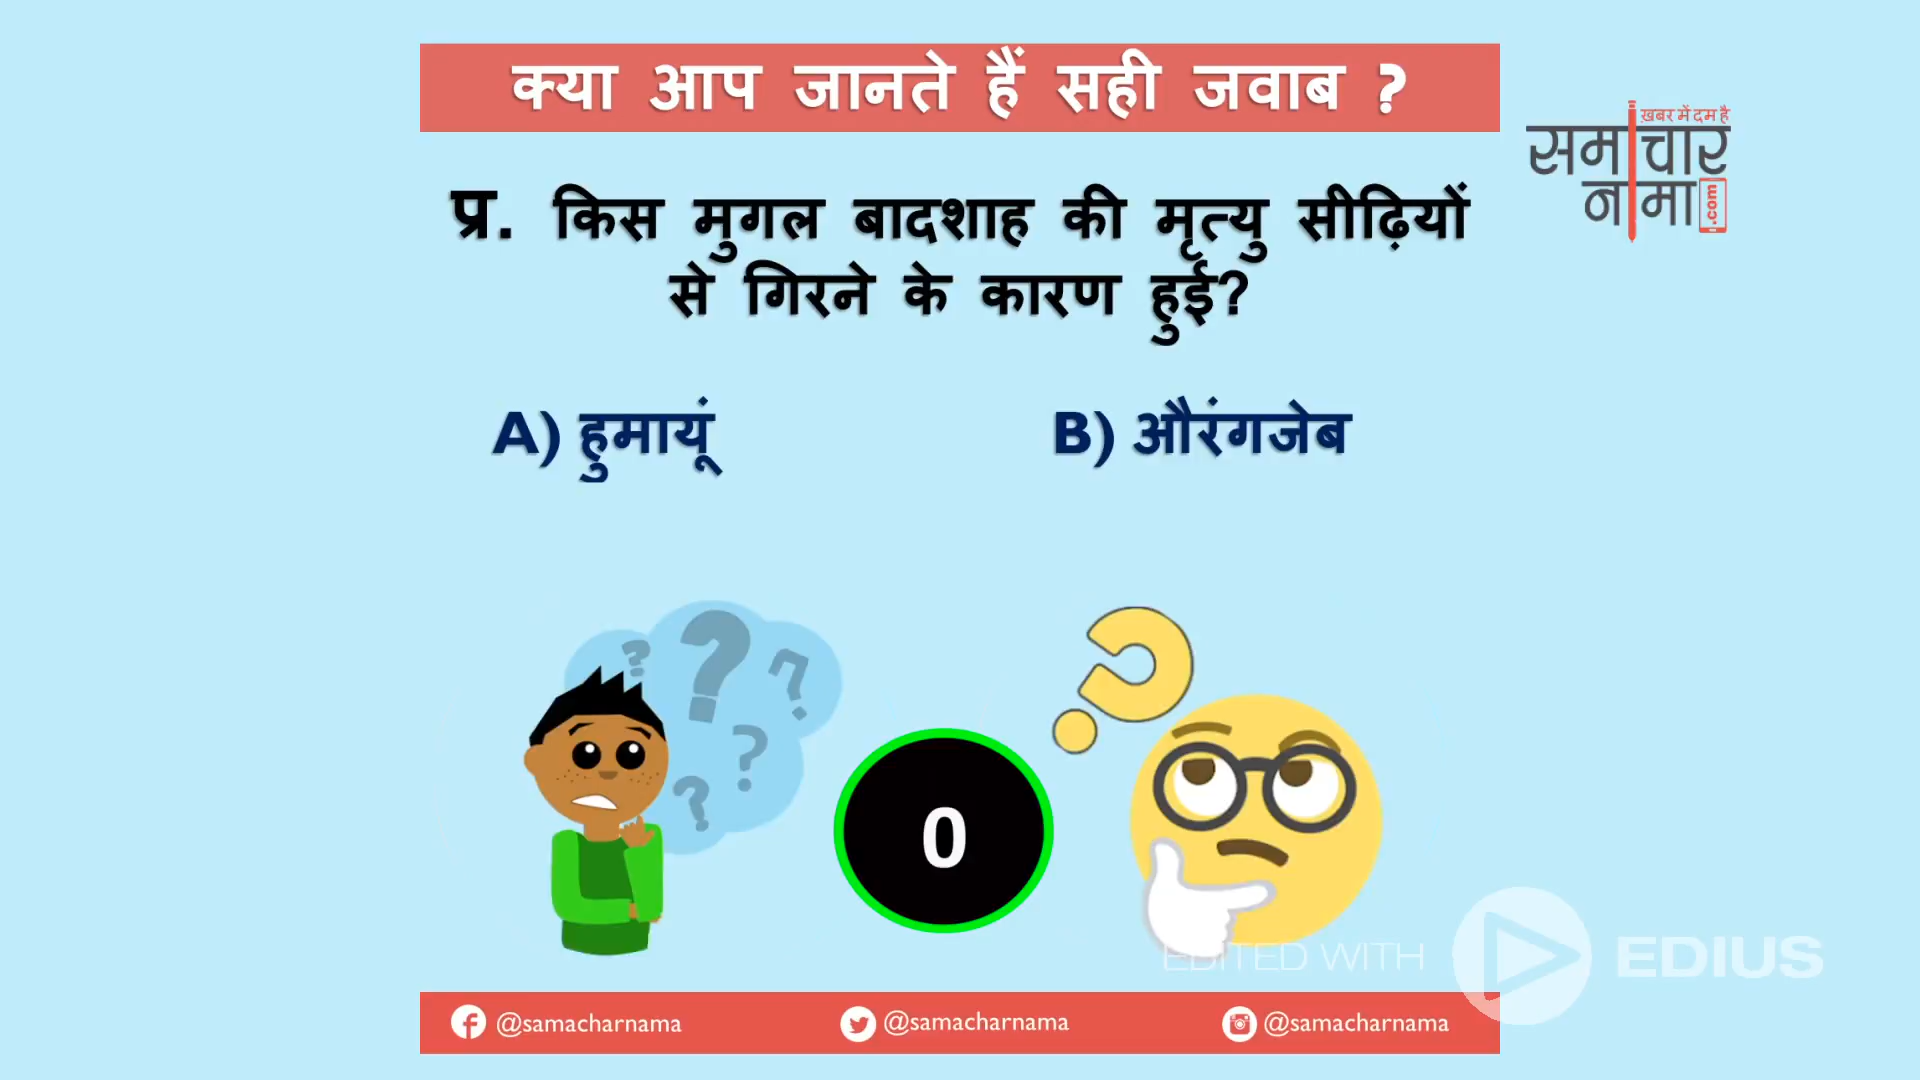 क्या आप जानते हैं सही जवाब ?
ख़बर में दम है
समाचार
नामा
.com
प्र. किस मुगल बादशाह की मृत्यु सीढ़ियों
से गिरने के कारण हुई?
A) हुमायूं
B) औरंगजेब
0
EDITED WITH EDIUS
@samacharnama
@samacharnama
@samacharnama